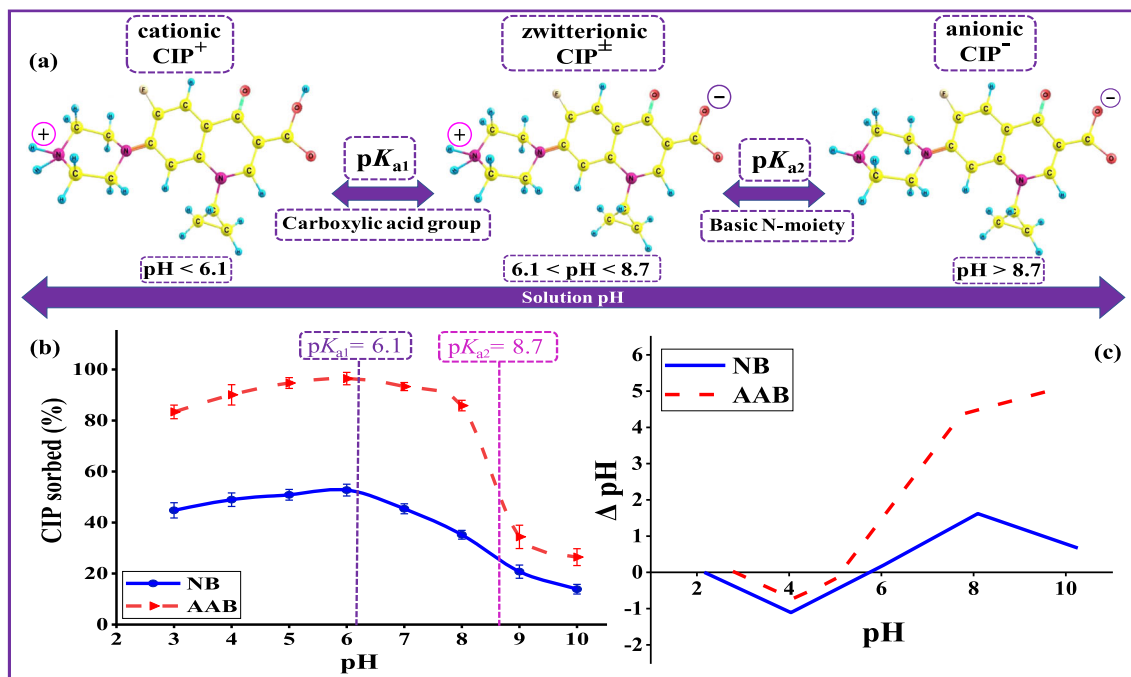 cationic
CIP⁺
zwitterionic
CIP±
anionic
CIP⁻
(a)
pKa1
Carboxylic acid group
pKa2
Basic N-moiety
pH < 6.1
6.1 < pH < 8.7
pH > 8.7
Solution pH
(b)
pKa1= 6.1
pKa2= 8.7
CIP sorbed (%)
100
80
60
40
20
0
NB
AAB
2 3 4 5 6 7 8 9 10
pH
(c)
NB
AAB
Δ pH
6
5
4
3
2
1
0
-1
-2
2 4 6 8 10
pH